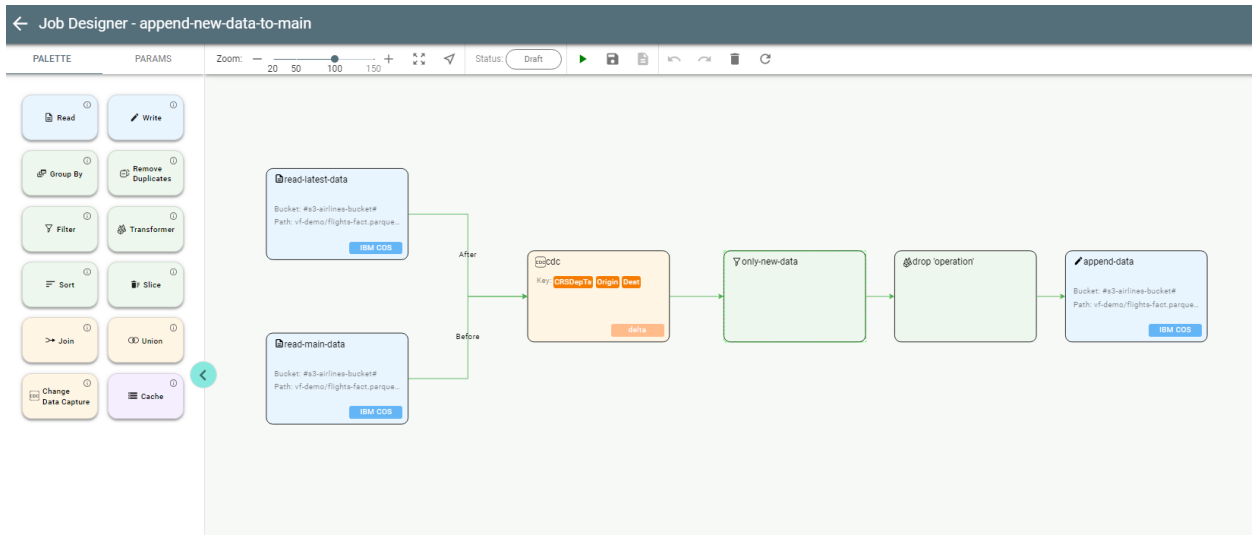 Job Designer - append-new-data-to-main
PALETTE
PARAMS
Zoom:
20 50 100 150
Status: Draft
Read
Write
Group By
Remove
Duplicates
Filter
Transformer
Sort
Slice
Join
Union
CDC
Change
Data Capture
Cache
read-latest-data
Bucket: #s3-airlines-bucket#
Path: vf-demo/flights-fact.parque...
IBM COS
read-main-data
Bucket: #s3-airlines-bucket#
Path: vf-demo/flights-fact.parque...
IBM COS
After
Before
CDC cdc
Key: CRSDepTa Origin Dest
delta
only-new-data
drop 'operation'
append-data
Bucket: #s3-airlines-bucket#
Path: vf-demo/flights-fact.parque...
IBM COS